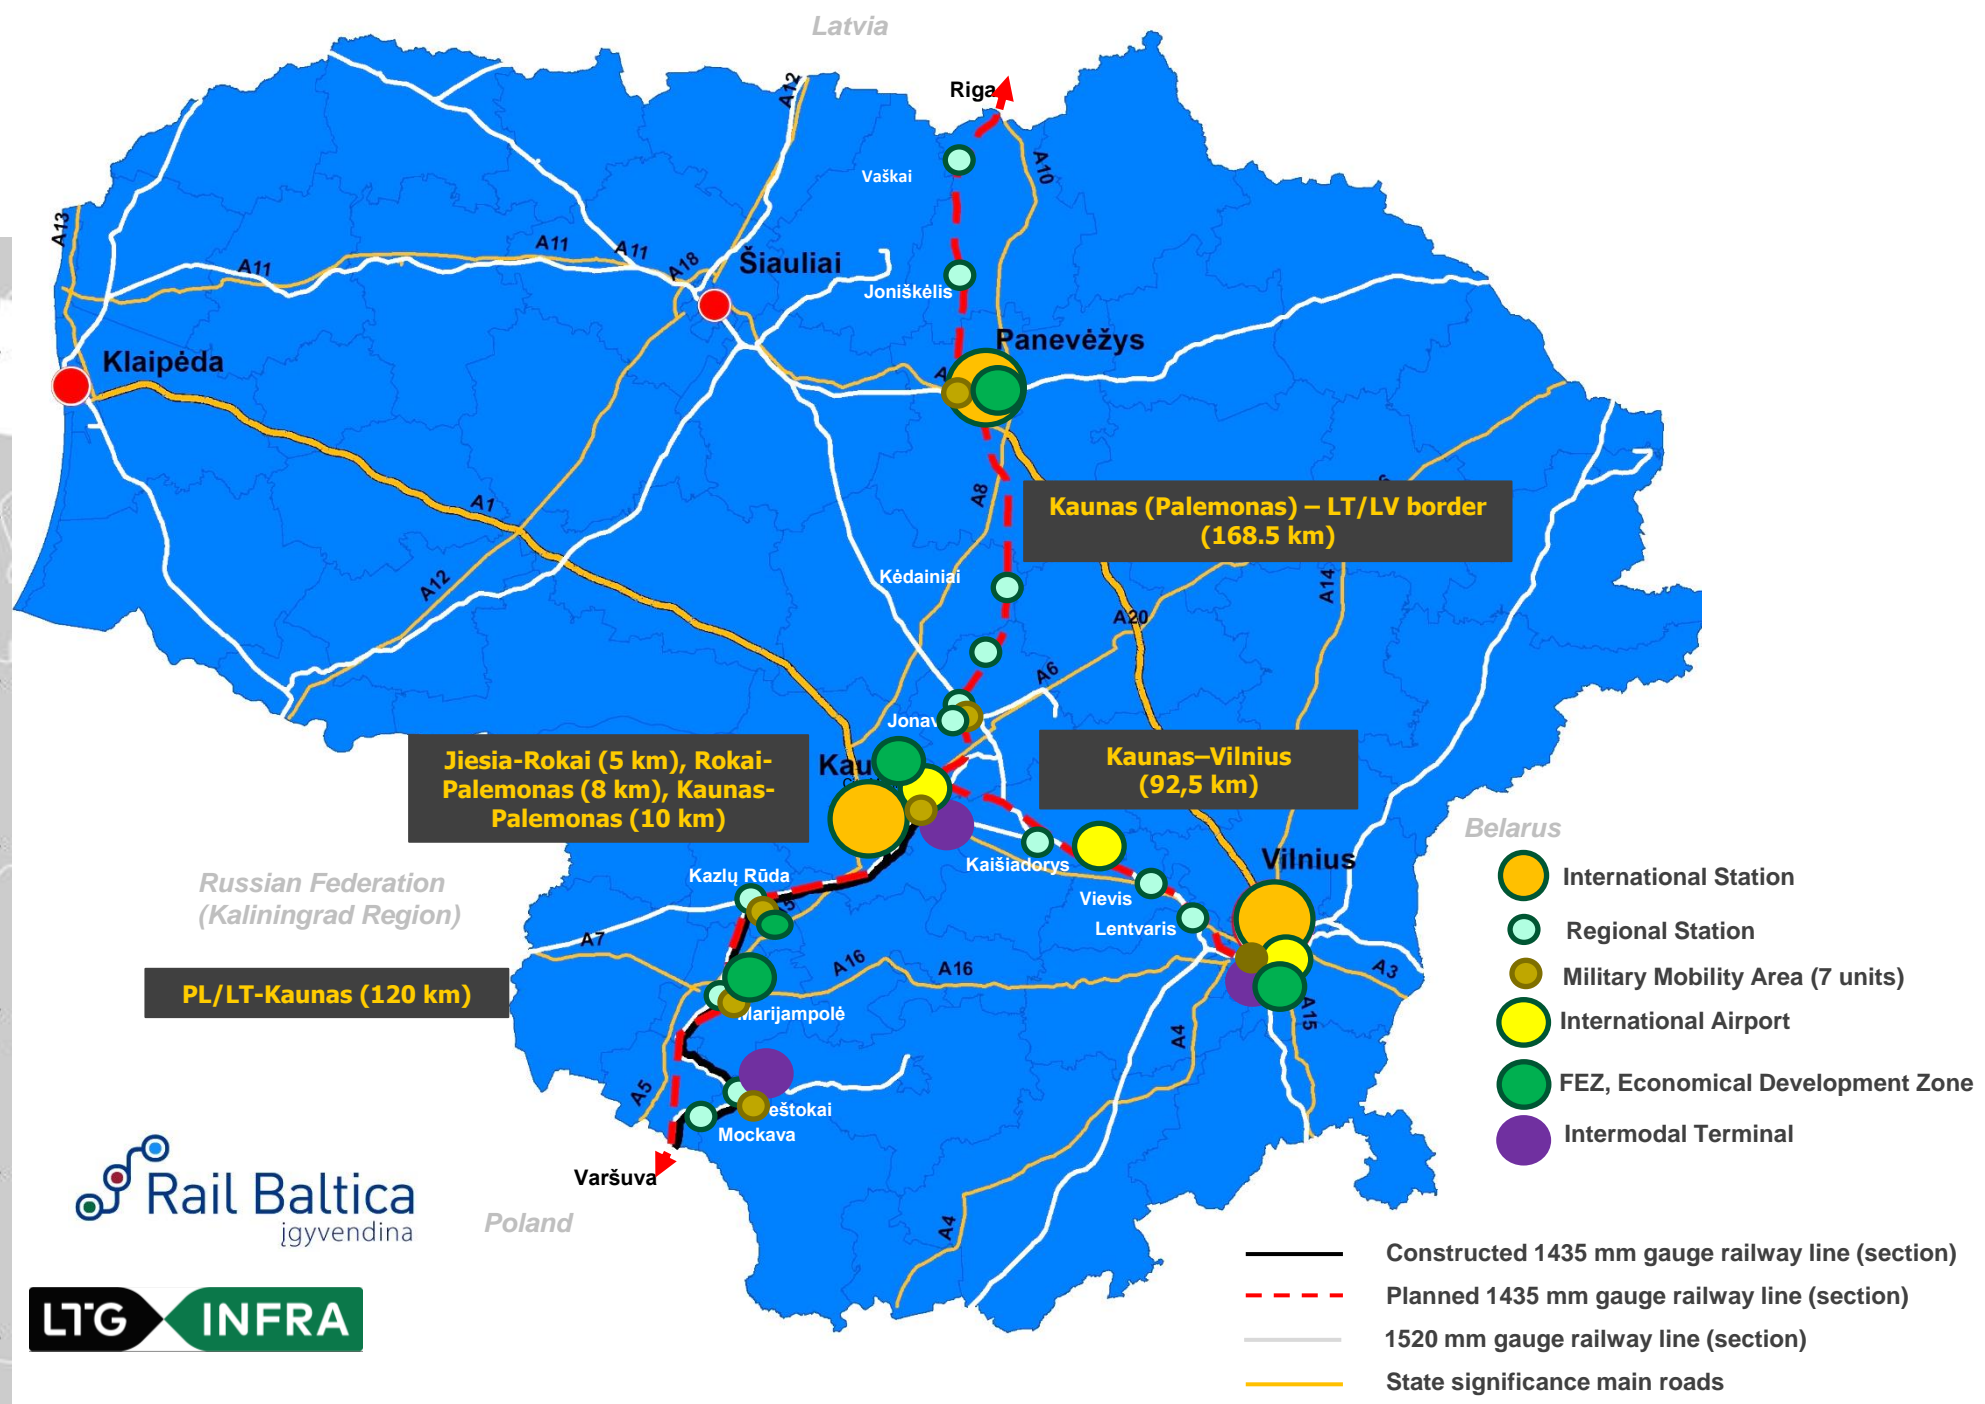 Latvia
Riga
A12
A10
Vaškai
A13
A11
A11
A11
A18
Šiauliai
Joniškėlis
Panevėžys
Klaipėda
A1
A8
Kaunas (Palemonas) – LT/LV border
(168.5 km)
Kėdainiai
A12
A14
A20
A6
Jonav
Jiesia-Rokai (5 km), Rokai-
Palemonas (8 km), Kaunas-
Palemonas (10 km)
Kau
Kaunas–Vilnius
(92,5 km)
Belarus
Kaišiadorys
Vilnius
Kazlų Rūda
Russian Federation
(Kaliningrad Region)
Vievis
Lentvaris
A7
A16
A16
A3
PL/LT-Kaunas (120 km)
Marijampolė
A15
A4
A5
eštokai
Mockava
Varšuva
Poland
A4
International Station
Regional Station
Military Mobility Area (7 units)
International Airport
FEZ, Economical Development Zone
Intermodal Terminal
Rail Baltica
įgyvendina
LTG INFRA
Constructed 1435 mm gauge railway line (section)
Planned 1435 mm gauge railway line (section)
1520 mm gauge railway line (section)
State significance main roads